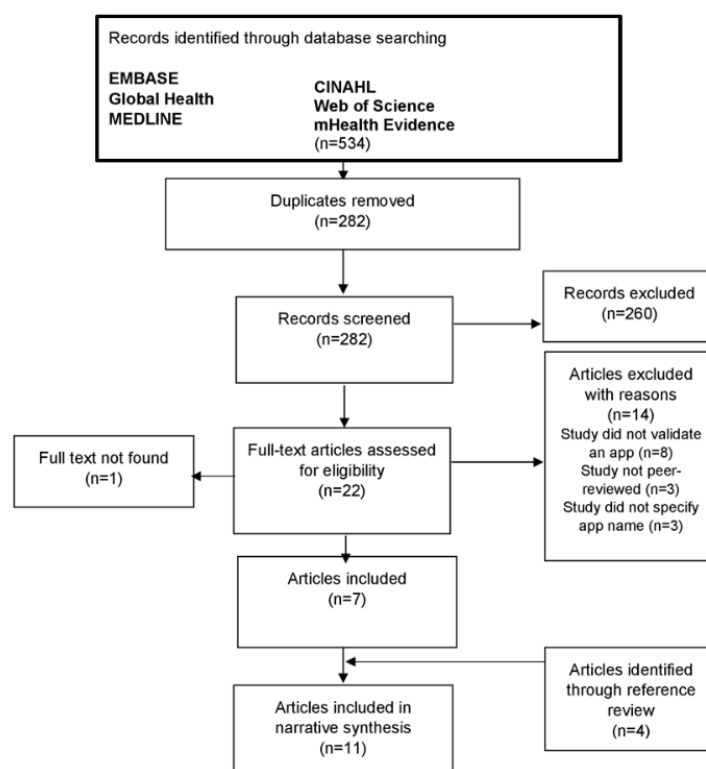 Records identified through database searching
EMBASE
Global Health
MEDLINE
CINAHL
Web of Science
mHealth Evidence
(n=534)
Duplicates removed
(n=282)
Records screened
(n=282)
Records excluded
(n=260)
Full-text articles assessed
for eligibility
(n=22)
Full text not found
(n=1)
Articles excluded
with reasons
(n=14)
Study did not validate
an app (n=8)
Study not peer-
reviewed (n=3)
Study did not specify
app name (n=3)
Articles included
(n=7)
Articles identified
through reference
review
(n=4)
Articles included in
narrative synthesis
(n=11)